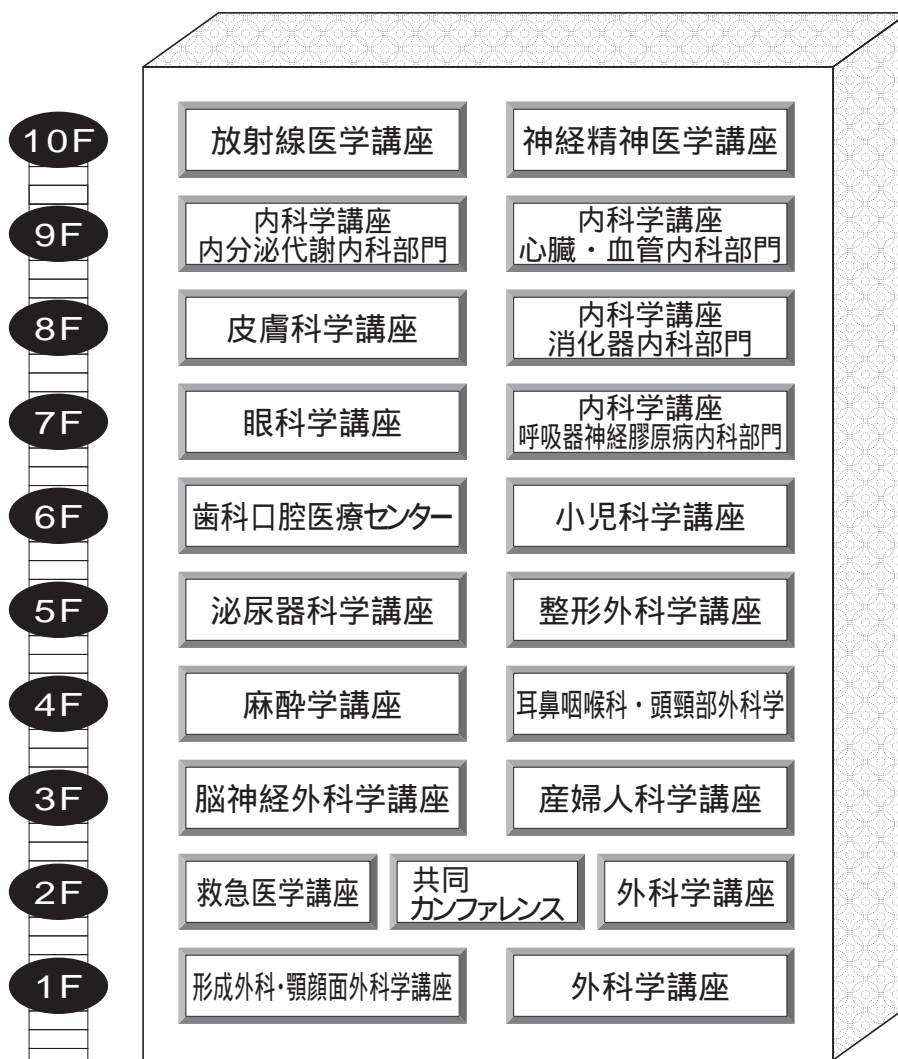 10F
放射線医学講座
神経精神医学講座
9F
内科学講座
内分泌代謝内科部門
内科学講座
心臓・血管内科部門
8F
皮膚科学講座
内科学講座
消化器内科部門
7F
眼科学講座
内科学講座
呼吸器神経膠原病内科部門
6F
歯科口腔医療センター
小児科学講座
5F
泌尿器科学講座
整形外科学講座
4F
麻酔学講座
耳鼻咽喉科・頭頸部外科学
3F
脳神経外科学講座
産婦人科学講座
2F
救急医学講座
共同
カンファレンス
外科学講座
1F
形成外科・顎顔面外科学講座
外科学講座